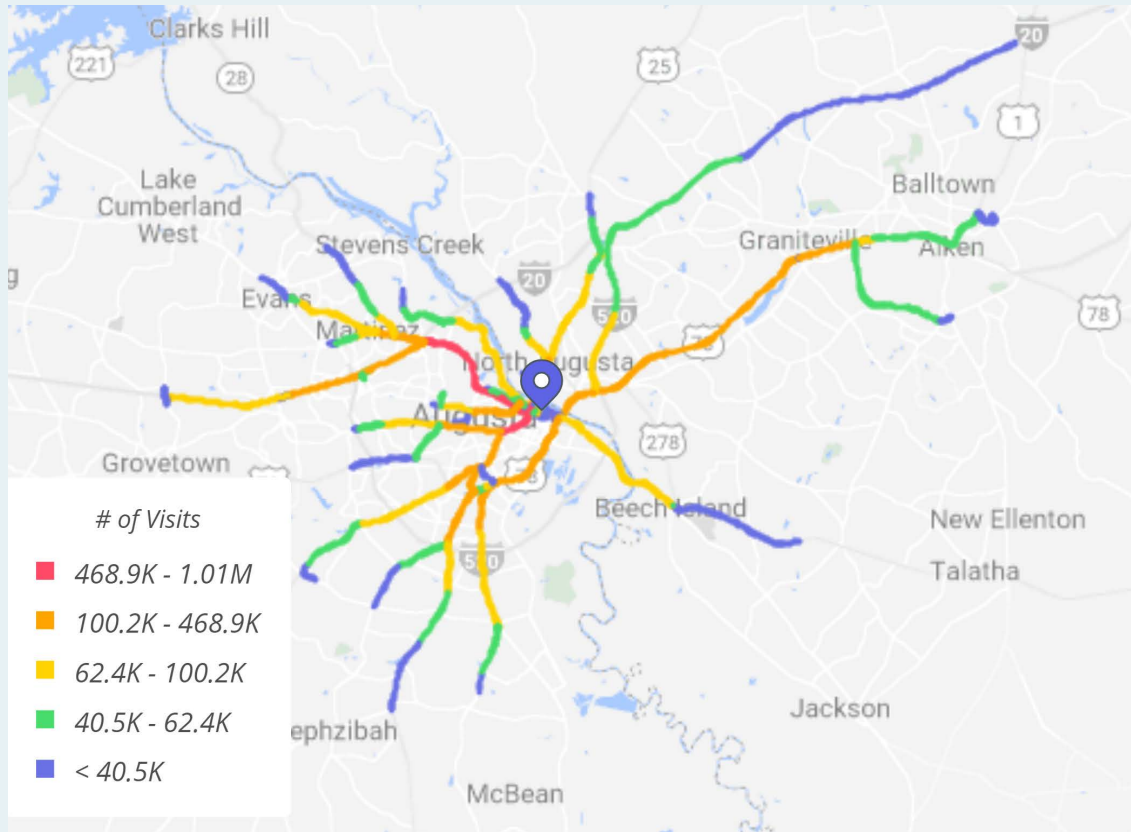 Clarks Hill
20
221
25
28
1
Lake
Cumberland
West
Balltown
Stevens Creek
Graniteville
Aiken
g
20
Evans
520
78
Martinez
North Augusta
Augusta
278
Grovetown
Beech Island
# of Visits
New Ellenton
468.9K - 1.01M
520
Talatha
100.2K - 468.9K
62.4K - 100.2K
40.5K - 62.4K
Jackson
ephzibah
< 40.5K
McBean